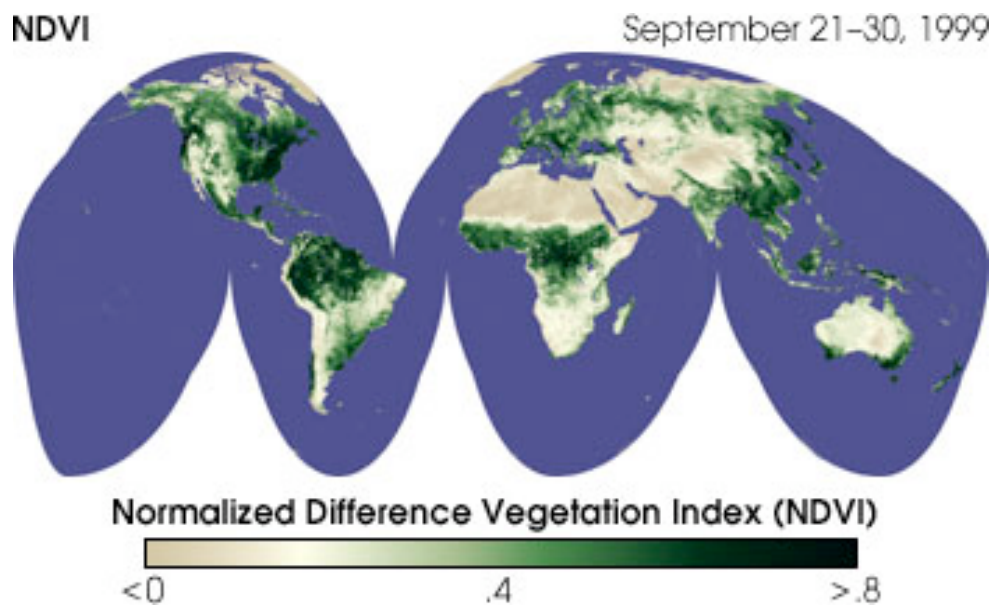 NDVI
September 21–30, 1999
Normalized Difference Vegetation Index (NDVI)
<0 .4 >.8